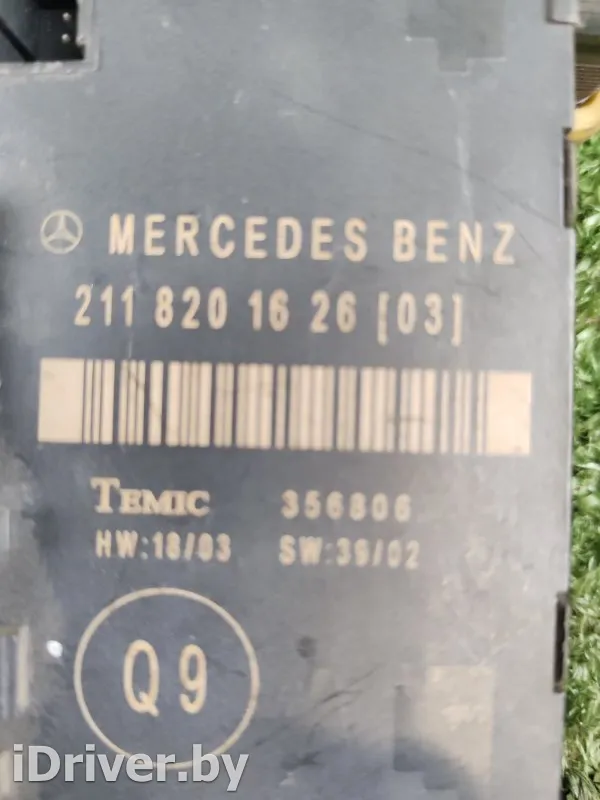 MERCEDES BENZ
211 820 16 26 [03]
TEMIC 356806
HW:18/03 SW:39/02
Q9
iDriver.by